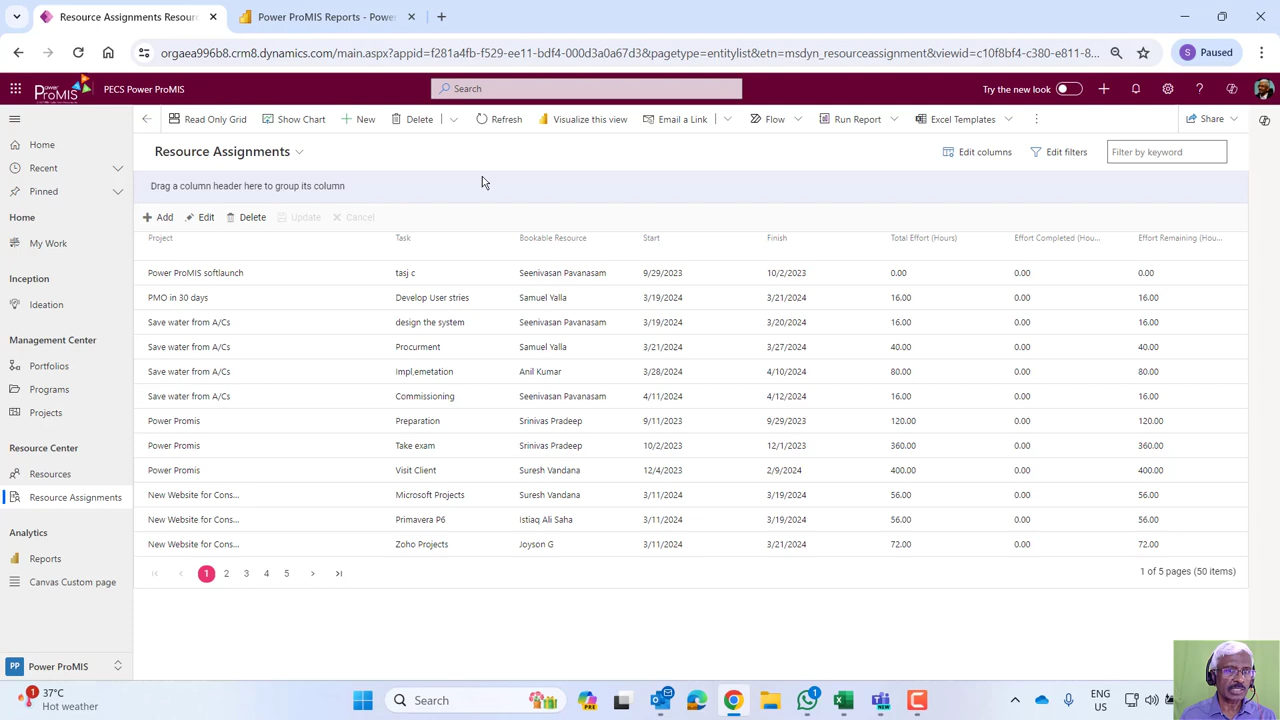 Resource Assignments Resour
Power ProMIS Reports - Powe
orgaea996b8.crm8.dynamics.com/main.aspx?appid=f281a4fb-f529-ee11-bdf4-000d3a0a67d3&pagetype=entitylist&etn=msdyn_resourceassignment&viewid=c10f8bf4-c380-e811-8...
S Paused
Power ProMIS PECS Power ProMIS
Search
Try the new look
Read Only Grid Show Chart New Delete Refresh Visualize this view Email a Link Flow Run Report Excel Templates Share
Resource Assignments
Edit columns Edit filters Filter by keyword
Drag a column header here to group its column
Add Edit Delete Update Cancel
Project Task Bookable Resource Start Finish Total Effort (Hours) Effort Completed (Hou... Effort Remaining (Hou...
Power ProMIS softlaunch tasj c Seenivasan Pavanasam 9/29/2023 10/2/2023 0.00 0.00 0.00
PMO in 30 days Develop User stries Samuel Yalla 3/19/2024 3/21/2024 16.00 0.00 16.00
Save water from A/Cs design the system Seenivasan Pavanasam 3/19/2024 3/20/2024 16.00 0.00 16.00
Save water from A/Cs Procurment Samuel Yalla 3/21/2024 3/27/2024 40.00 0.00 40.00
Save water from A/Cs Impl,emetation Anil Kumar 3/28/2024 4/10/2024 80.00 0.00 80.00
Save water from A/Cs Commissioning Seenivasan Pavanasam 4/11/2024 4/12/2024 16.00 0.00 16.00
Power Promis Preparation Srinivas Pradeep 9/11/2023 9/29/2023 120.00 0.00 120.00
Power Promis Take exam Srinivas Pradeep 10/2/2023 12/1/2023 360.00 0.00 360.00
Power Promis Visit Client Suresh Vandana 12/4/2023 2/9/2024 400.00 0.00 400.00
New Website for Cons... Microsoft Projects Suresh Vandana 3/11/2024 3/19/2024 56.00 0.00 56.00
New Website for Cons... Primavera P6 Istiaq Ali Saha 3/11/2024 3/19/2024 56.00 0.00 56.00
New Website for Cons... Zoho Projects Joyson G 3/11/2024 3/21/2024 72.00 0.00 72.00
1 2 3 4 5
1 of 5 pages (50 items)
Home
Recent
Pinned
Home
My Work
Inception
Ideation
Management Center
Portfolios
Programs
Projects
Resource Center
Resources
Resource Assignments
Analytics
Reports
Canvas Custom page
PP Power ProMIS
1
37°C
Hot weather
Search
1
ENG
US